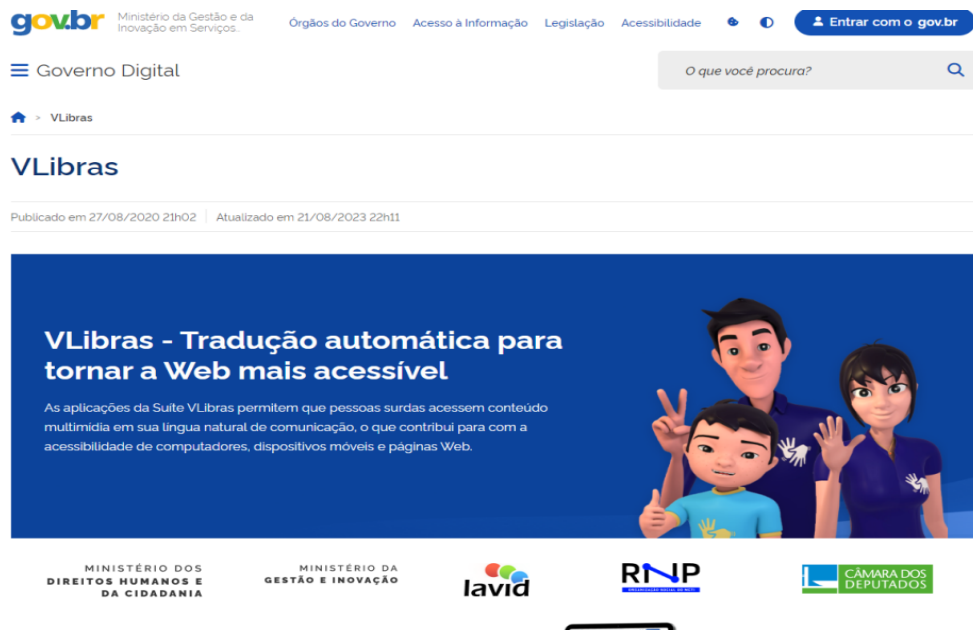 gov.br
Ministério da Gestão e da
Inovação em Serviços..
Órgãos do Governo Acesso à Informação Legislação Acessibilidade
Entrar com o gov.br
Governo Digital
O que você procura?
> VLibras
VLibras
Publicado em 27/08/2020 21h02 Atualizado em 21/08/2023 22h11
VLibras - Tradução automática para
tornar a Web mais acessível
As aplicações da Suíte VLibras permitem que pessoas surdas acessem conteúdo
multimídia em sua língua natural de comunicação, o que contribui para com a
acessibilidade de computadores, dispositivos móveis e páginas Web.
MINISTÉRIO DOS
DIREITOS HUMANOS E
DA CIDADANIA
MINISTÉRIO DA
GESTÃO E INOVAÇÃO
lavid
RNP
CÂMARA DOS
DEPUTADOS